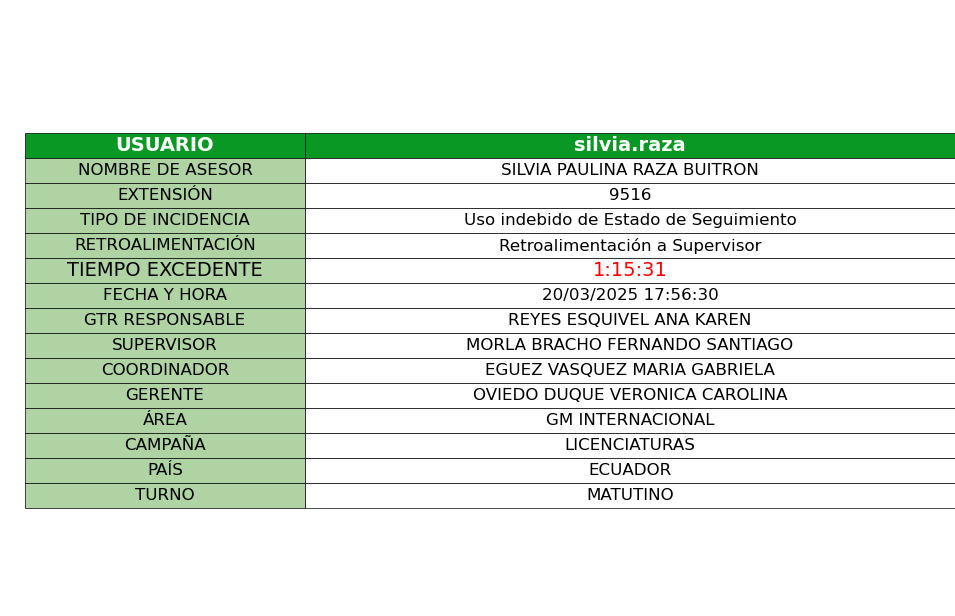 USUARIO silvia.raza
NOMBRE DE ASESOR SILVIA PAULINA RAZA BUITRON
EXTENSIÓN 9516
TIPO DE INCIDENCIA Uso indebido de Estado de Seguimiento
RETROALIMENTACIÓN Retroalimentación a Supervisor
TIEMPO EXCEDENTE 1:15:31
FECHA Y HORA 20/03/2025 17:56:30
GTR RESPONSABLE REYES ESQUIVEL ANA KAREN
SUPERVISOR MORLA BRACHO FERNANDO SANTIAGO
COORDINADOR EGUEZ VASQUEZ MARIA GABRIELA
GERENTE OVIEDO DUQUE VERONICA CAROLINA
ÁREA GM INTERNACIONAL
CAMPAÑA LICENCIATURAS
PAÍS ECUADOR
TURNO MATUTINO